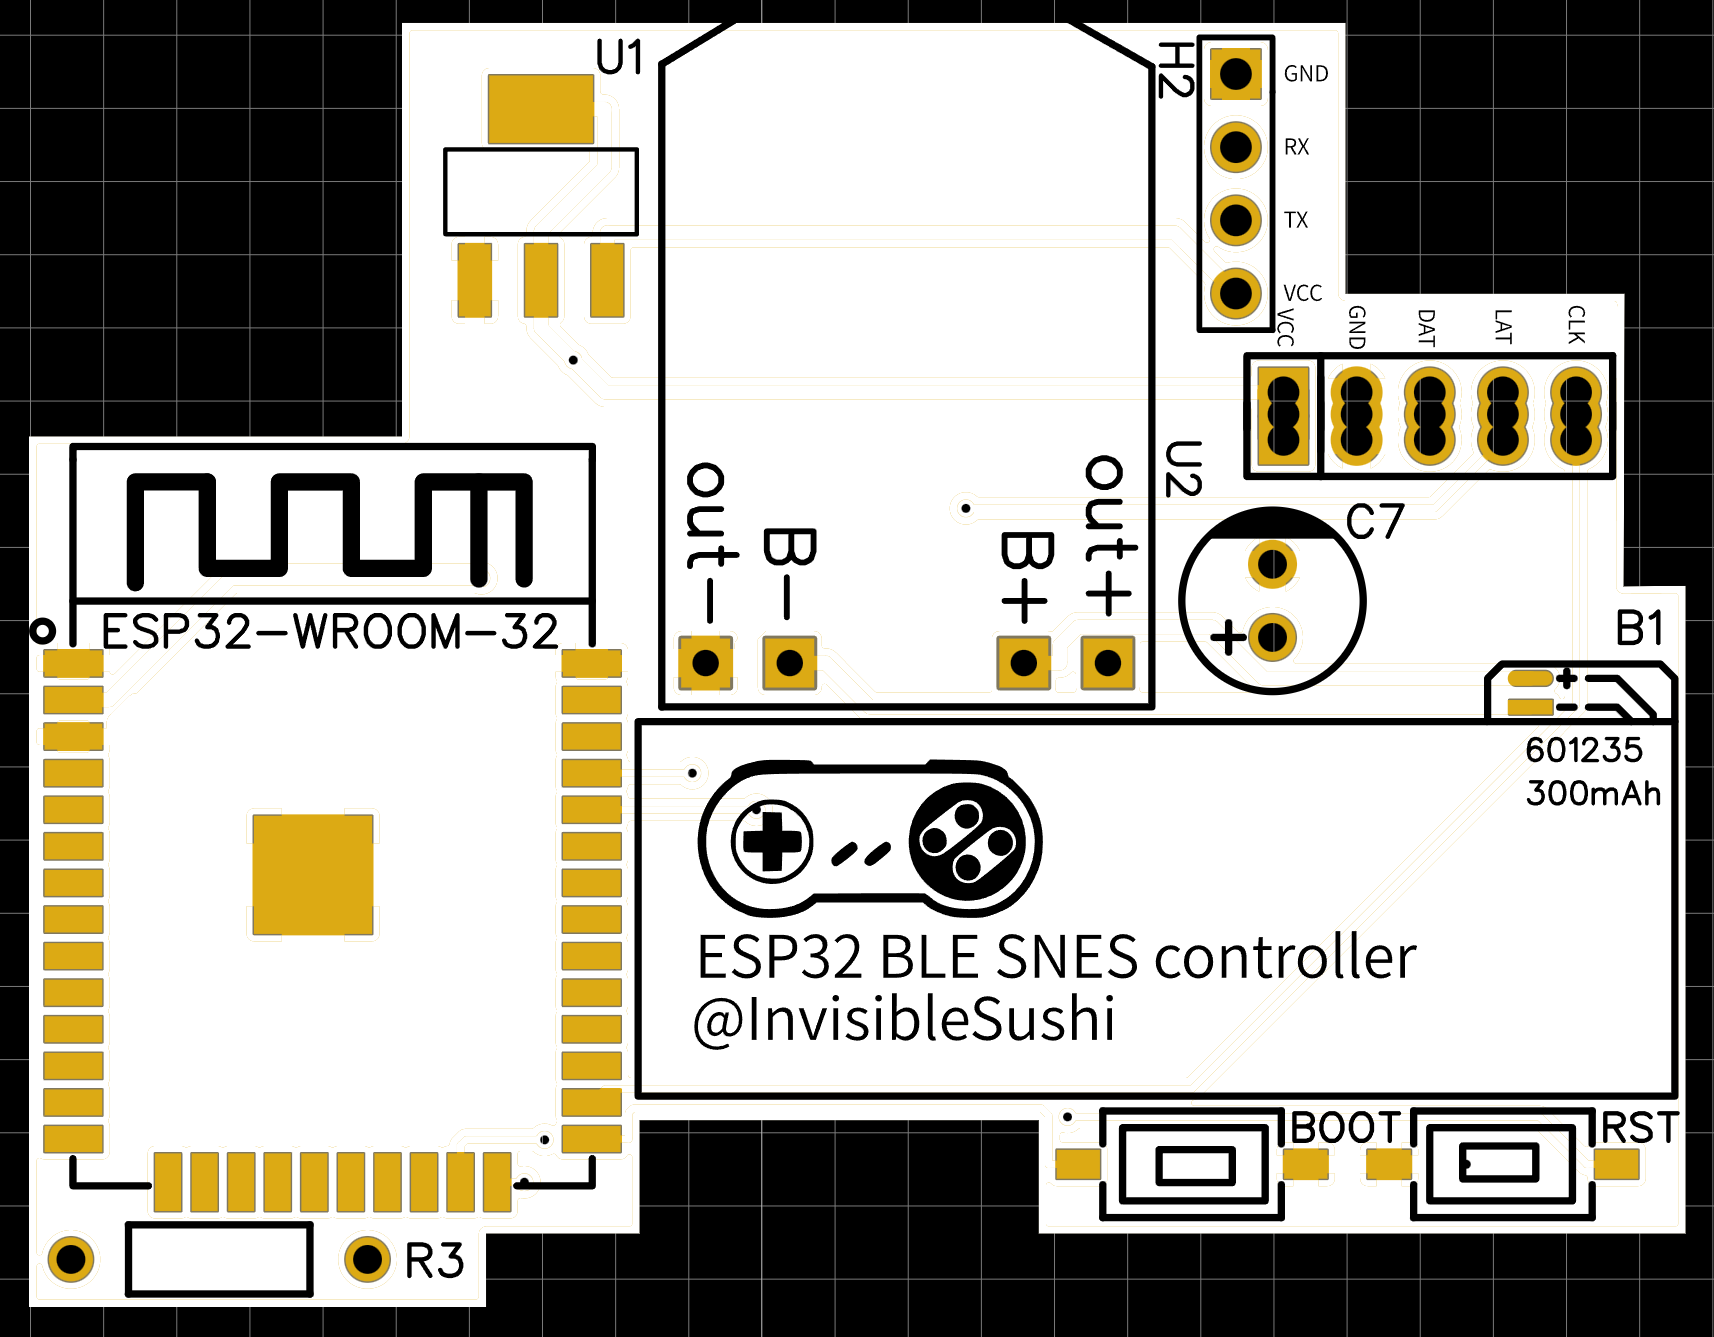 U1
H2
GND
RX
TX
VCC
VCC
GND
DAT
LAT
CLK
out-
B-
B+
out+
U2
C7
+
ESP32-WROOM-32
B1
+ -
601235
300mAh
ESP32 BLE SNES controller
@InvisibleSushi
BOOT
RST
R3